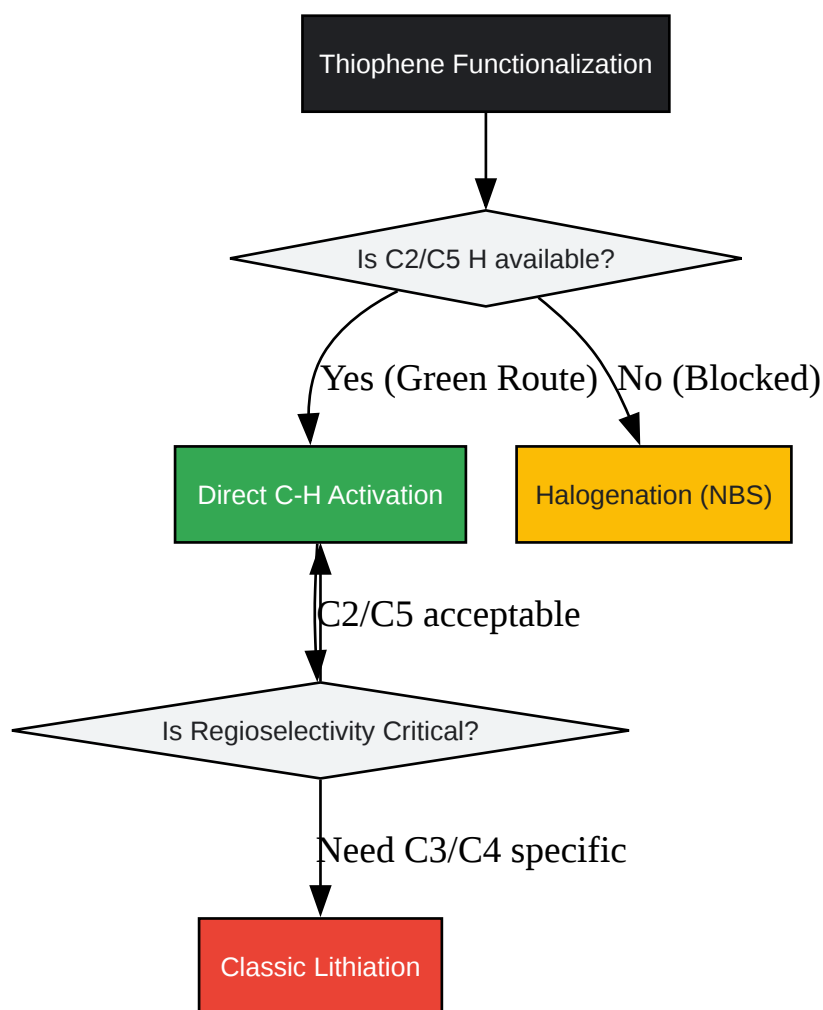 Thiophene Functionalization
Is C2/C5 H available?
Yes (Green Route)
No (Blocked)
Direct C-H Activation
Halogenation (NBS)
C2/C5 acceptable
Is Regioselectivity Critical?
Need C3/C4 specific
Classic Lithiation